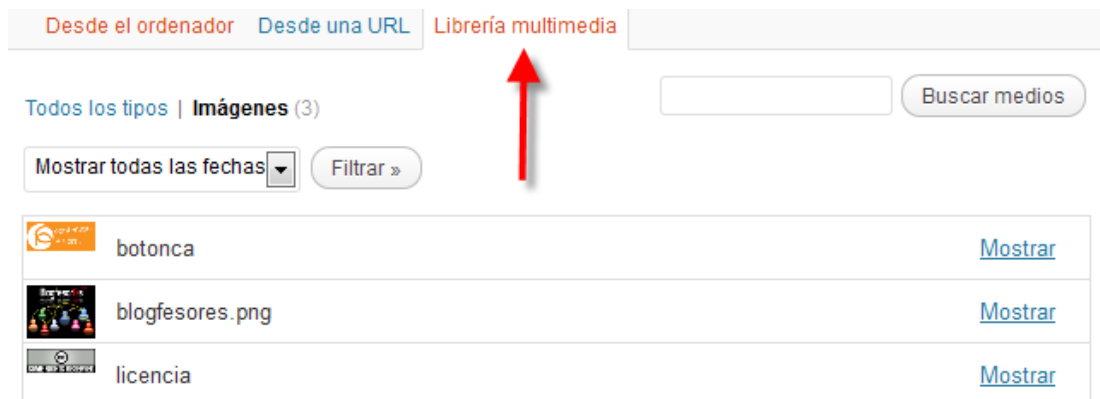 Desde el ordenador Desde una URL Librería multimedia
Todos los tipos | Imágenes (3)
Buscar medios
Mostrar todas las fechas Filtrar »
botonca Mostrar
blogfesores.png Mostrar
licencia Mostrar